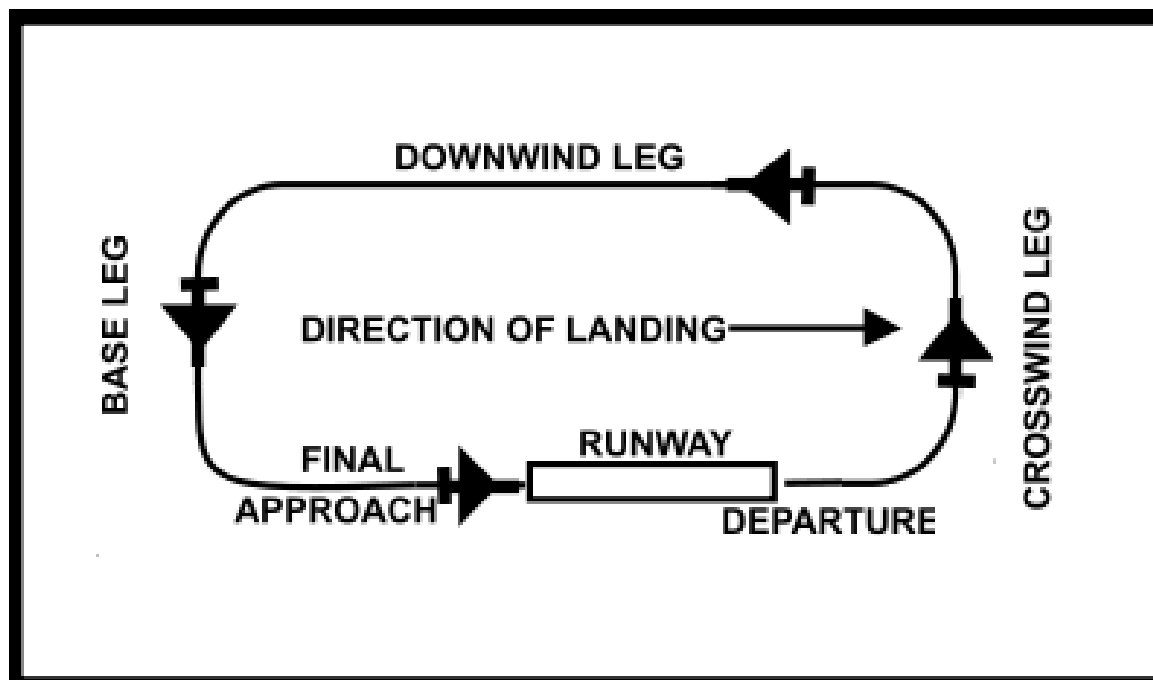 DOWNWIND LEG
BASE LEG
DIRECTION OF LANDING
CROSSWIND LEG
FINAL
APPROACH
RUNWAY
DEPARTURE